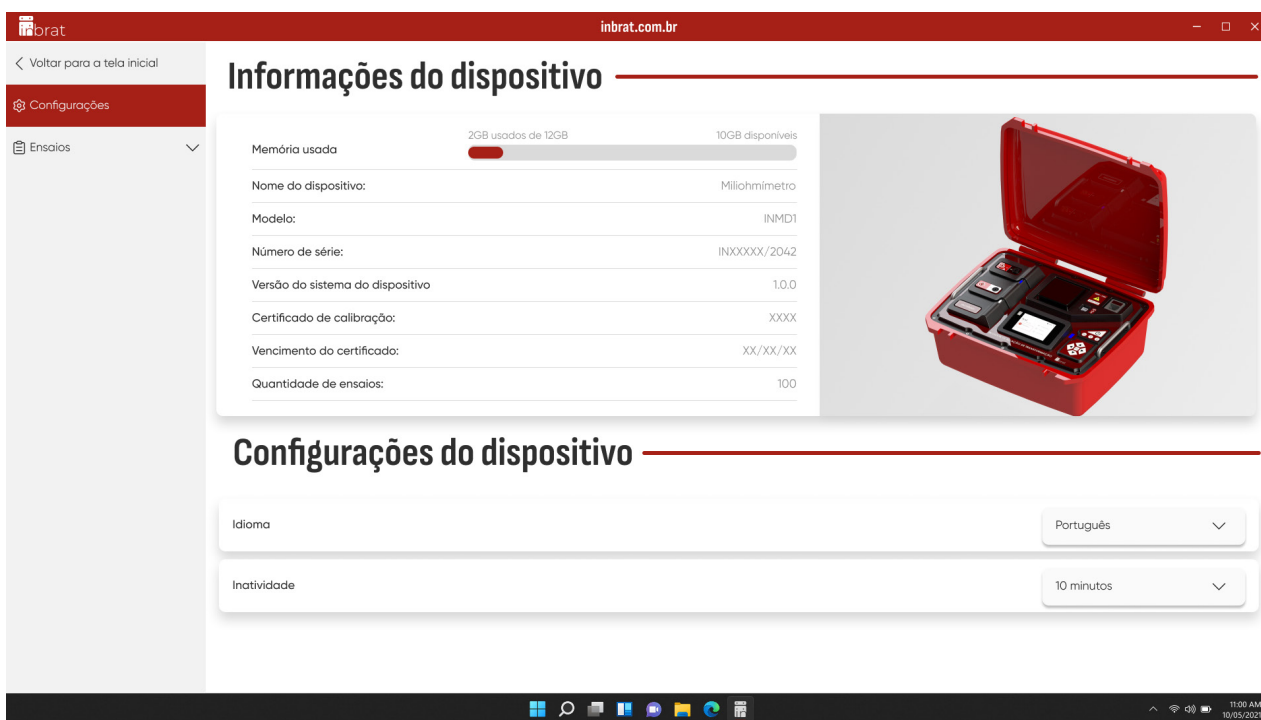 inbrat
inbrat.com.br
Voltar para a tela inicial
Configurações
Ensaios
Informações do dispositivo
2GB usados de 12GB
10GB disponíveis
Memória usada
Nome do dispositivo:
Miliohmímetro
Modelo:
INMD1
Número de série:
INXXXXX/2042
Versão do sistema do dispositivo
1.0.0
Certificado de calibração:
XXXX
Vencimento do certificado:
XX/XX/XX
Quantidade de ensaios:
100
Configurações do dispositivo
Idioma
Português
Inatividade
10 minutos
11:00 AM
10/05/2021